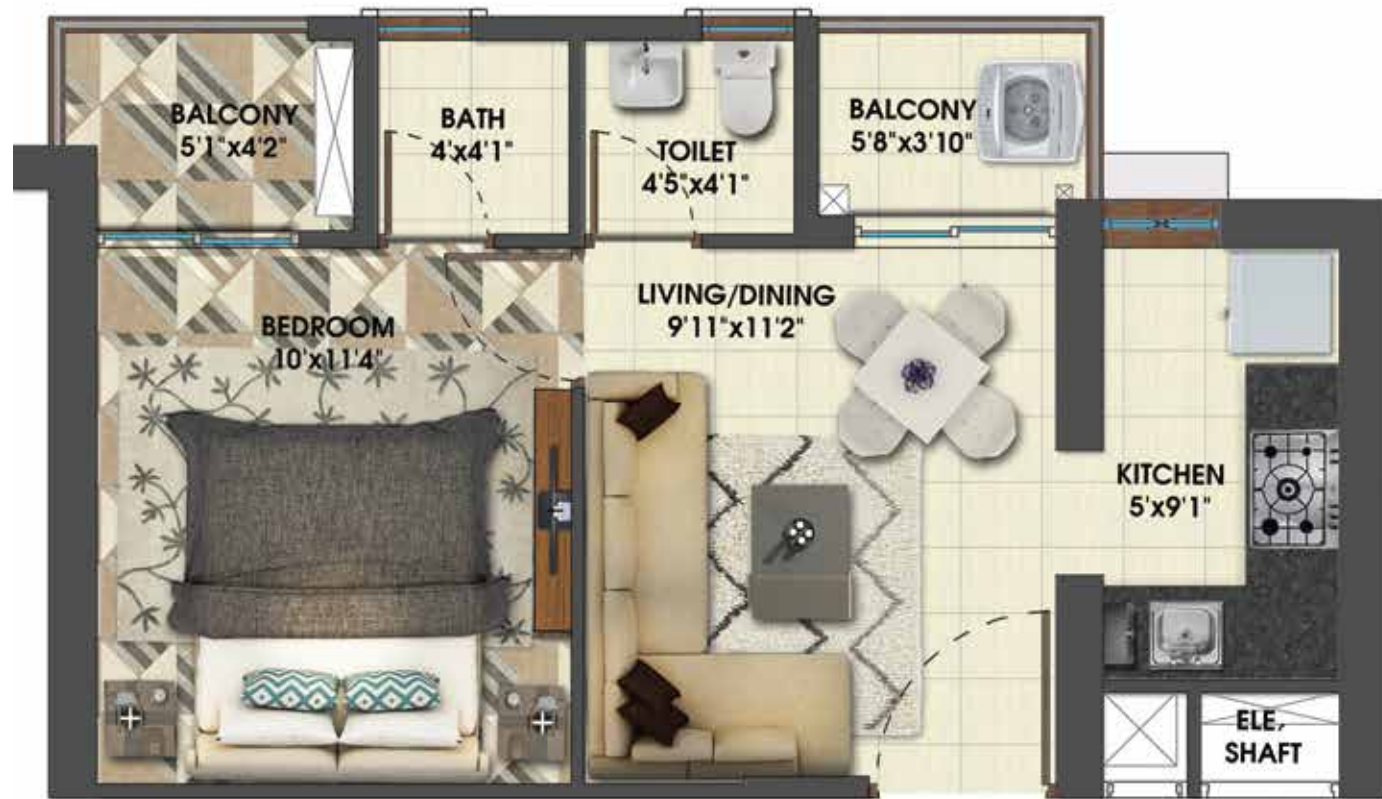 BALCONY
5'1"x4'2"
BATH
4'x4'1"
TOILET
4'5"x4'1"
BALCONY
5'8"x3'10"
BEDROOM
10'x11'4"
LIVING/DINING
9'11"x11'2"
KITCHEN
5'x9'1"
ELE.
SHAFT